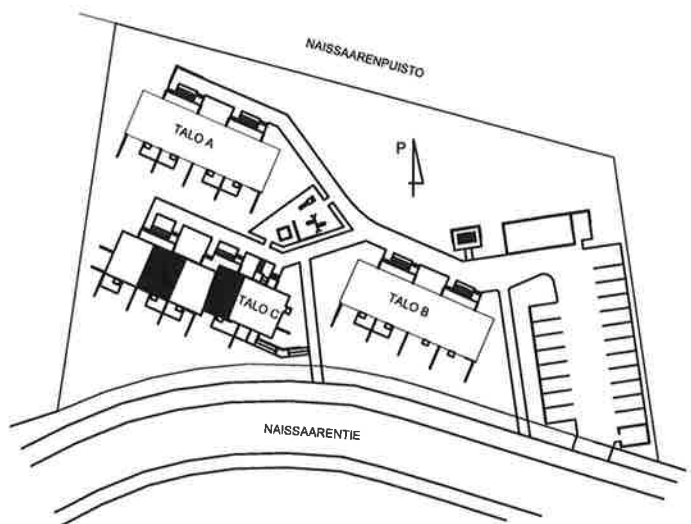 NAISSAARENPUISTO
TALO A
P
TALO C
TALO B
NAISSAARENTIE